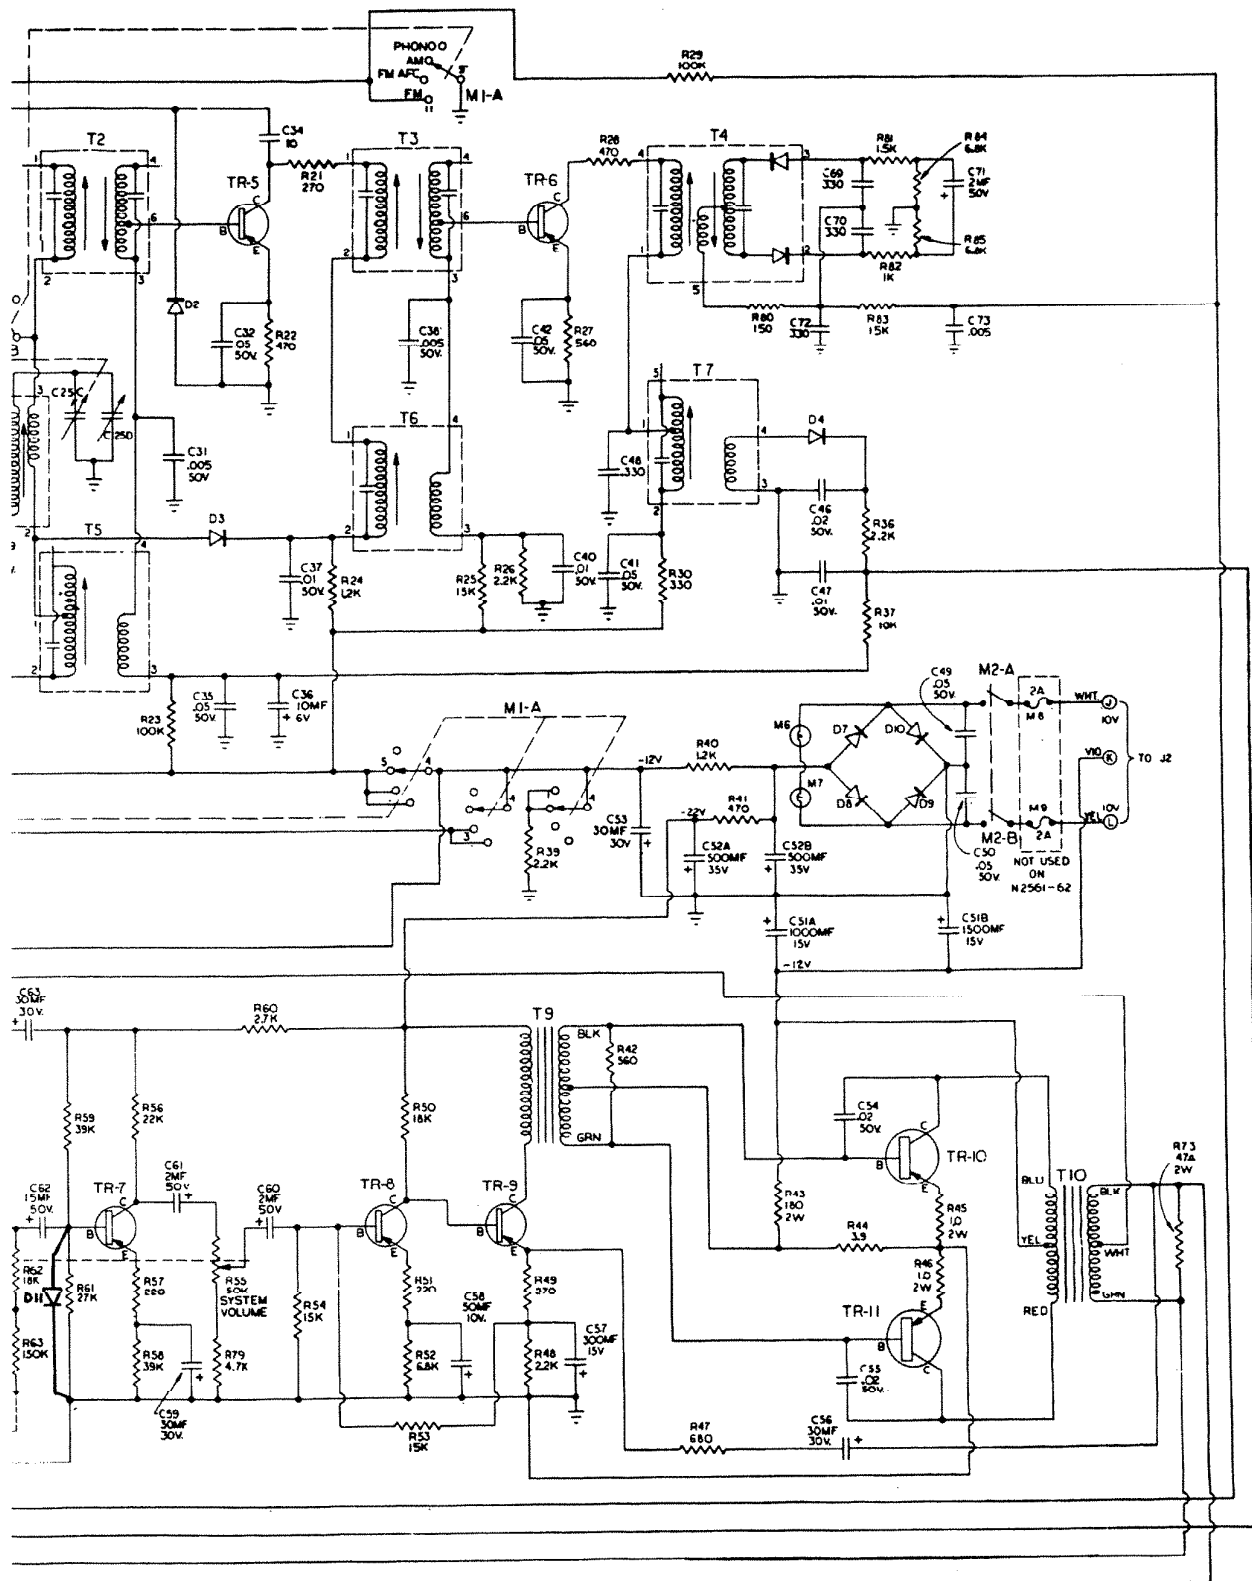 PHONO O
AM
FM AFC
FM
11
M1-A
R29
100K
C34
10
T2
T3
T4
R21
270
R28
470
TR-5
TR-6
R81
1.5K
R84
6.8K
C71
2MF
50V
C69
330
C70
330
R85
6.8K
R82
1K
D2
C32
.05
50V.
R22
470
C38
.005
50V.
C42
.05
50V.
R27
560
R80
150
C72
330
R83
15K
C73
.005
C25C
C25D
C31
.005
50V
T6
T7
C48
.330
D4
C46
.02
50V.
R36
2.2K
T5
D3
C37
.01
50V.
R24
1.2K
R25
15K
R26
2.2K
C40
.01
50V.
C41
.05
50V.
R30
330
C47
.01
50V.
R37
10K
R23
100K
C35
.05
50V.
C36
10MF
6V
M1-A
C49
.05
50V.
M2-A
2A
M8
WHT
J
10V
VIO
K
TO J2
M6
M7
D7
D10
D8
D9
-12V
R40
1.2K
-22V
R41
470
M9
2A
10V
YEL
L
M2-B
NOT USED
ON
N2561-62
C50
.05
50V.
R39
2.2K
C53
30MF
30V
C52A
500MF
35V
C52B
500MF
35V
C51A
1000MF
15V
C51B
1500MF
15V
-12V
C63
30MF
30V.
R60
2.7K
T9
BLK
R42
560
GRN
R59
39K
R56
22K
R50
18K
C54
.02
50V.
TR-10
C62
15MF
50V.
TR-7
C61
2MF
50V
C60
2MF
50V
TR-8
TR-9
R43
180
2W
R44
3.9
R45
1.0
2W
BLU
T10
BLK
R73
2W
YEL
WHT
R46
1.0
2W
RED
GRN
TR-11
R62
18K
D11
R61
27K
R57
220
R55
50K
SYSTEM
VOLUME
R54
15K
R51
220
C58
50MF
10V.
R49
270
R63
150K
R58
39K
R79
4.7K
R52
6.8K
R48
2.2K
C57
300MF
15V
C55
.02
50V.
C59
30MF
30V.
R53
15K
R47
680
C56
30MF
30V.